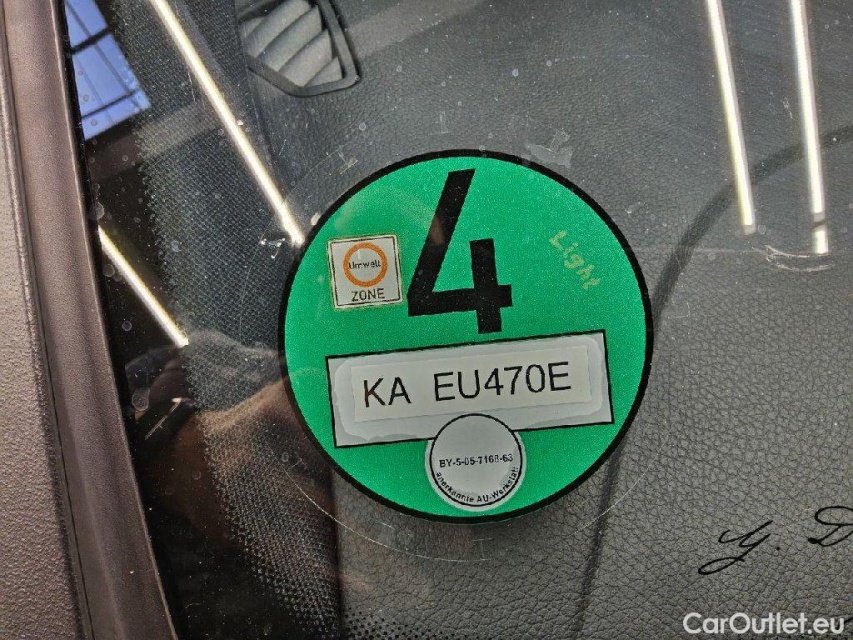 4
Light
Umwelt
ZONE
KA EU470E
BY-5-05-7168-63
anerkannte AU-Werkstatt
CarOutlet.eu